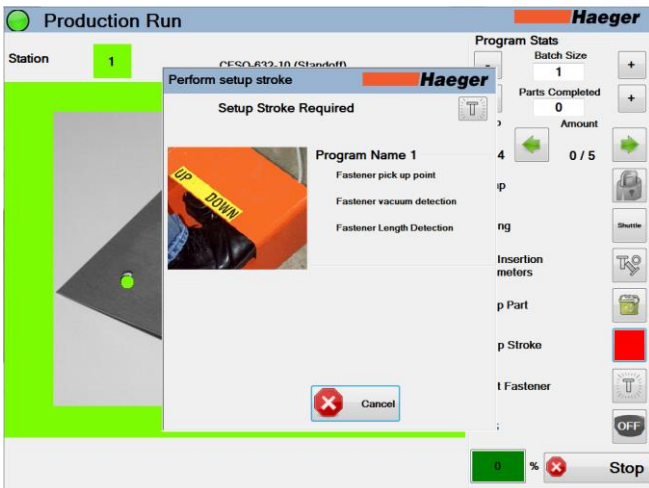 Production Run
Haeger
Station
1
CFSO-632-10 (Standoff)
Program Stats
Batch Size
-
1
+
Parts Completed
0
+
Amount
4
0 / 5
Perform setup stroke
Haeger
Setup Stroke Required
T
UP DOWN
Program Name 1
Fastener pick up point
Fastener vacuum detection
Fastener Length Detection
Cancel
ng
Shuttle
Insertion
meters
p Part
p Stroke
t Fastener
T
OFF
0
%
Stop